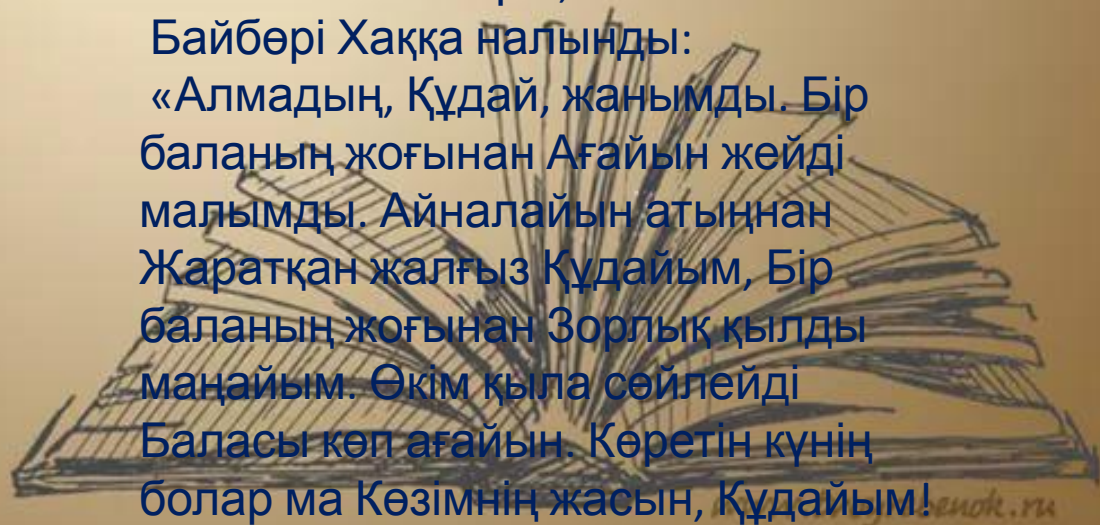 Байбөрі Хаққа налынды:
«Алмадың, Құдай, жанымды. Бір
баланың жоғынан Ағайын жейді
малымды. Айналайын атыңнан
Жаратқан жалғыз Құдайым, Бір
баланың жоғынан Зорлық қылды
маңайым. Өкім қыла сөйлейді
Баласы көп ағайын. Көретін күнің
болар ма Көзімнің жасын, Құдайым!